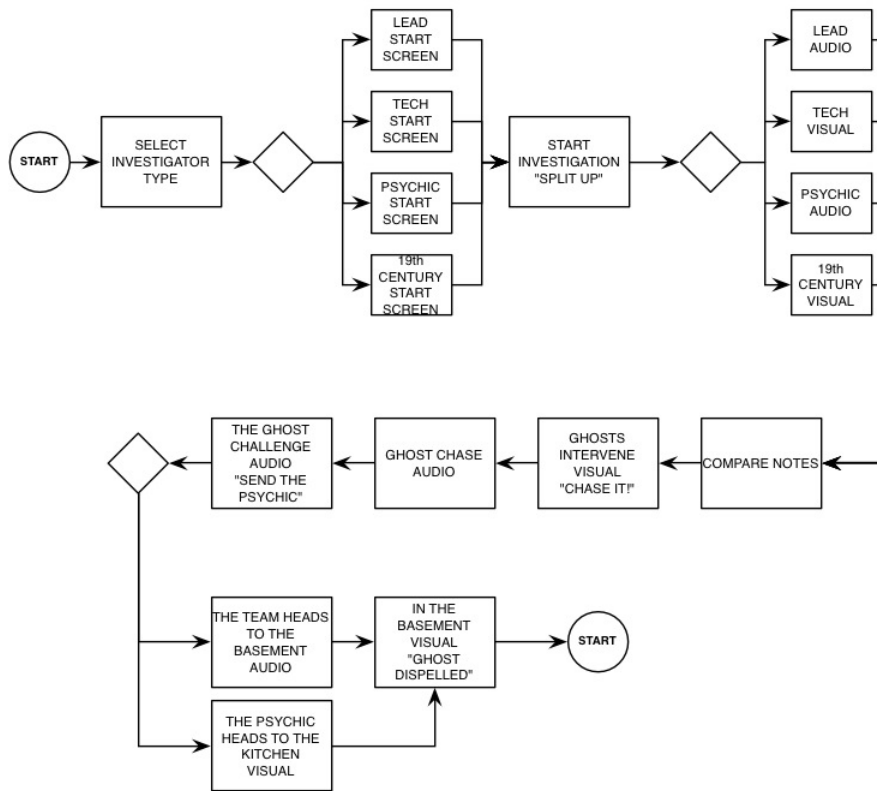 START
SELECT
INVESTIGATOR
TYPE
LEAD
START
SCREEN
TECH
START
SCREEN
PSYCHIC
START
SCREEN
19th
CENTURY
START
SCREEN
START
INVESTIGATION
"SPLIT UP"
LEAD
AUDIO
TECH
VISUAL
PSYCHIC
AUDIO
19th
CENTURY
VISUAL
COMPARE NOTES
GHOSTS
INTERVENE
VISUAL
"CHASE IT!"
GHOST CHASE
AUDIO
THE GHOST
CHALLENGE
AUDIO
"SEND THE
PSYCHIC"
THE TEAM HEADS
TO THE
BASEMENT
AUDIO
THE PSYCHIC
HEADS TO THE
KITCHEN
VISUAL
IN THE
BASEMENT
VISUAL
"GHOST
DISPELLED"
START